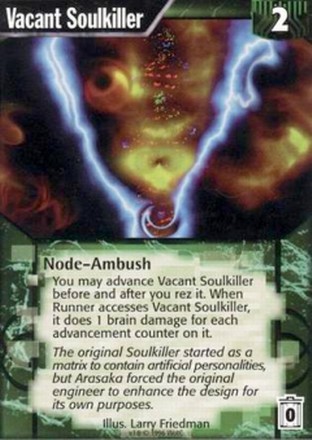 Vacant Soulkiller
2
Node-Ambush
You may advance Vacant Soulkiller
before and after you rez it. When
Runner accesses Vacant Soulkiller,
it does 1 brain damage for each
advancement counter on it.
The original Soulkiller started as a
matrix to contain artificial personalities,
but Arasaka forced the original
engineer to enhance the design for
its own purposes.
Illus. Larry Friedman
© 1996 WotC
0